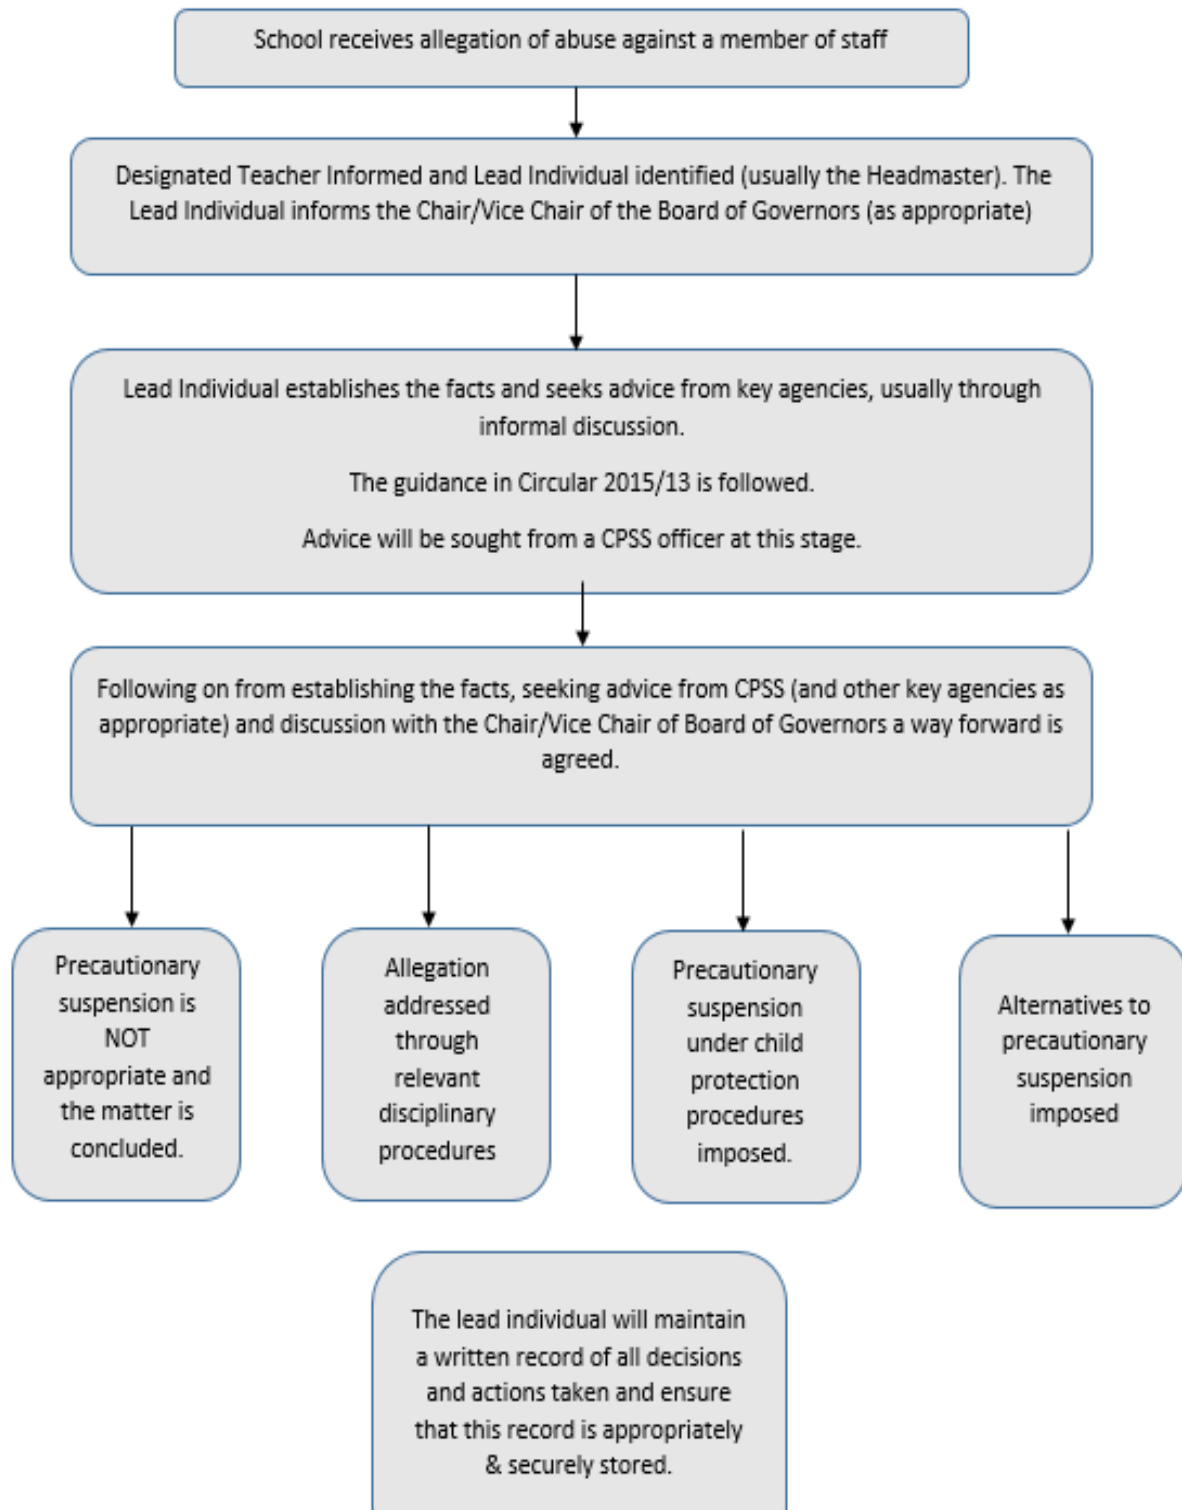 School receives allegation of abuse against a member of staff
Designated Teacher Informed and Lead Individual identified (usually the Headmaster). The
Lead Individual informs the Chair/Vice Chair of the Board of Governors (as appropriate)
Lead Individual establishes the facts and seeks advice from key agencies, usually through
informal discussion.
The guidance in Circular 2015/13 is followed.
Advice will be sought from a CPSS officer at this stage.
Following on from establishing the facts, seeking advice from CPSS (and other key agencies as
appropriate) and discussion with the Chair/Vice Chair of Board of Governors a way forward is
agreed.
Precautionary
suspension is
NOT
appropriate and
the matter is
concluded.
Allegation
addressed
through
relevant
disciplinary
procedures
Precautionary
suspension
under child
protection
procedures
imposed.
Alternatives to
precautionary
suspension
imposed
The lead individual will maintain
a written record of all decisions
and actions taken and ensure
that this record is appropriately
& securely stored.